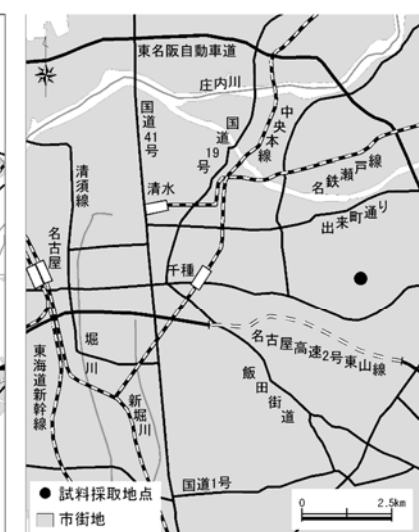 東名阪自動車道
庄内川
国道41号
国道19号
中央本線
名鉄瀬戸線
清須線
清水
出来町通り
名古屋
千種
名古屋高速2号東山線
堀川
飯田街道
東海道新幹線
新堀川
国道1号
● 試料採取地点
市街地
0 2.5km